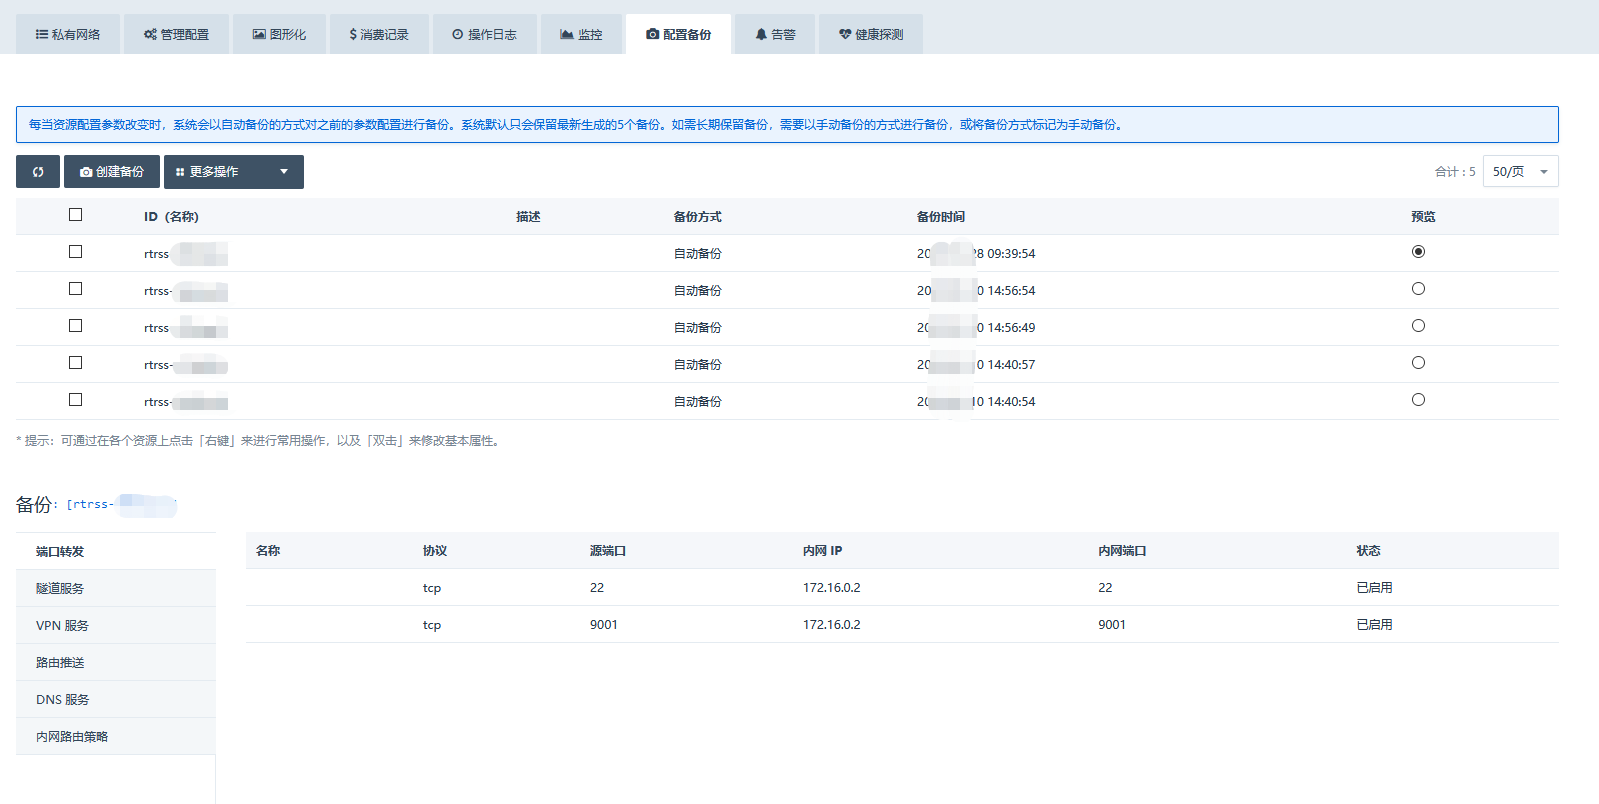 私有网络 管理配置 图形化 $ 消费记录 操作日志 监控 配置备份 告警 健康探测
每当资源配置参数改变时，系统会以自动备份的方式对之前的参数配置进行备份。系统默认只会保留最新生成的5个备份。如需长期保留备份，需要以手动备份的方式进行备份，或将备份方式标记为手动备份。
创建备份 更多操作 合计：5 50/页
ID（名称） 描述 备份方式 备份时间 预览
rtrss 自动备份 20 28 09:39:54
rtrss- 自动备份 20 0 14:56:54
rtrss 自动备份 20 0 14:56:49
rtrss- 自动备份 20 0 14:40:57
rtrss- 自动备份 20 10 14:40:54
* 提示：可通过在各个资源上点击「右键」来进行常用操作，以及「双击」来修改基本属性。
备份：[rtrss-
端口转发
隧道服务
VPN 服务
路由推送
DNS 服务
内网路由策略
名称 协议 源端口 内网 IP 内网端口 状态
tcp 22 172.16.0.2 22 已启用
tcp 9001 172.16.0.2 9001 已启用